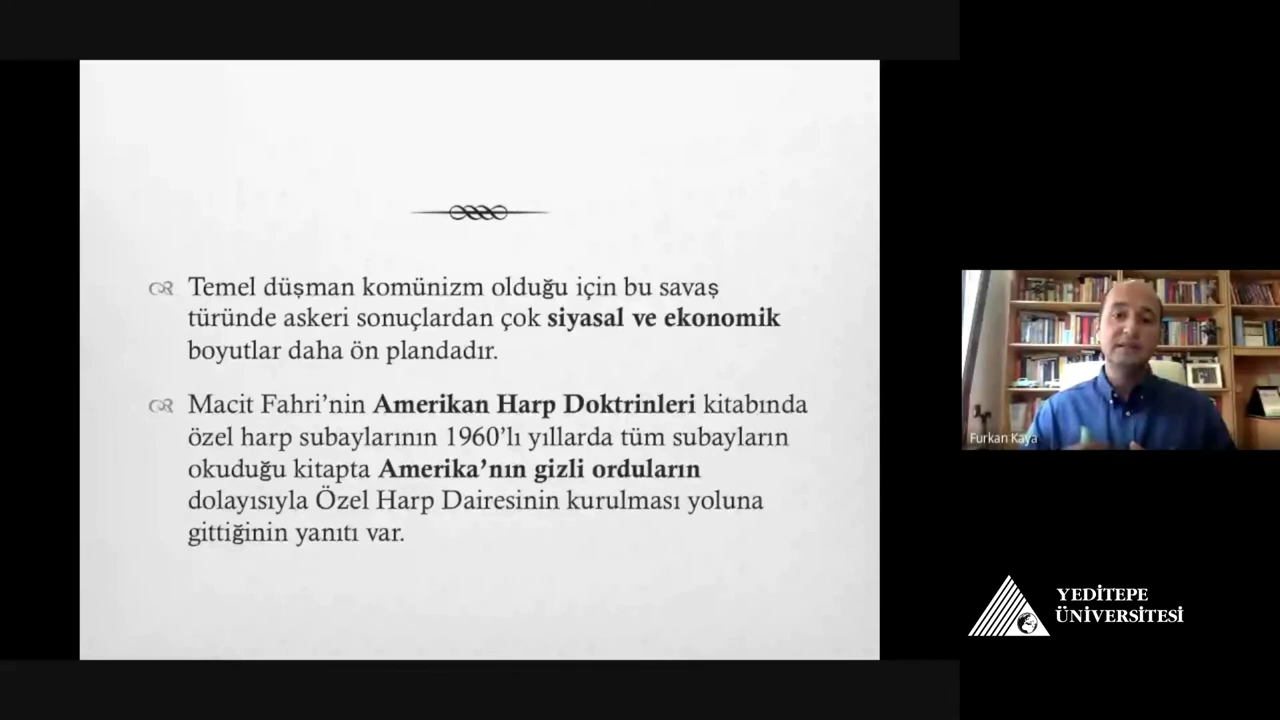 Temel düşman komünizm olduğu için bu savaş
türünde askeri sonuçlardan çok siyasal ve ekonomik
boyutlar daha ön plandadır.
Macit Fahri’nin Amerikan Harp Doktrinleri kitabında
özel harp subaylarının 1960’lı yıllarda tüm subayların
okuduğu kitapta Amerika’nın gizli orduların
dolayısıyla Özel Harp Dairesinin kurulması yoluna
gittiğinin yanıtı var.
Furkan Kaya
YEDİTEPE
ÜNİVERSİTESİ